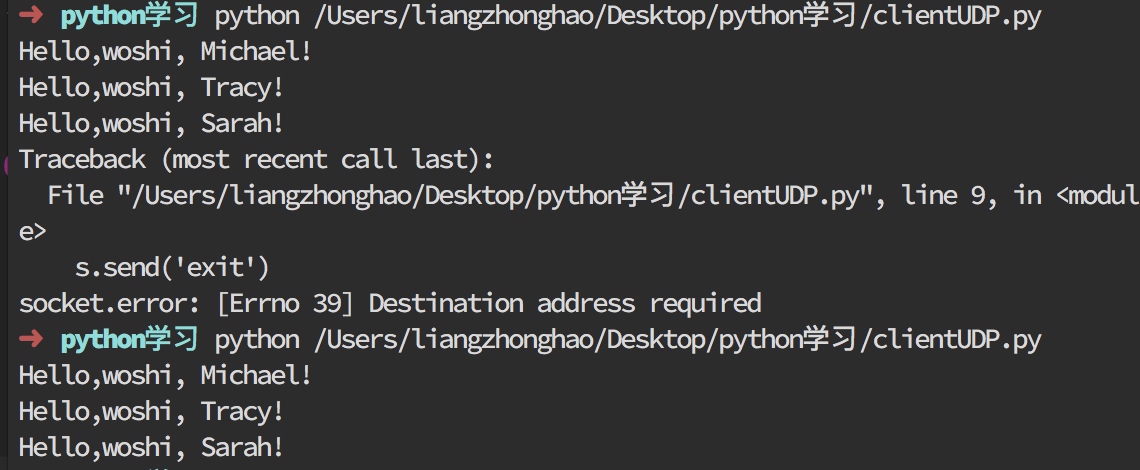 ➜ python学习 python /Users/liangzhonghao/Desktop/python学习/clientUDP.py
Hello,woshi, Michael!
Hello,woshi, Tracy!
Hello,woshi, Sarah!
Traceback (most recent call last):
  File "/Users/liangzhonghao/Desktop/python学习/clientUDP.py", line 9, in <modul
e>
    s.send('exit')
socket.error: [Errno 39] Destination address required
➜ python学习 python /Users/liangzhonghao/Desktop/python学习/clientUDP.py
Hello,woshi, Michael!
Hello,woshi, Tracy!
Hello,woshi, Sarah!